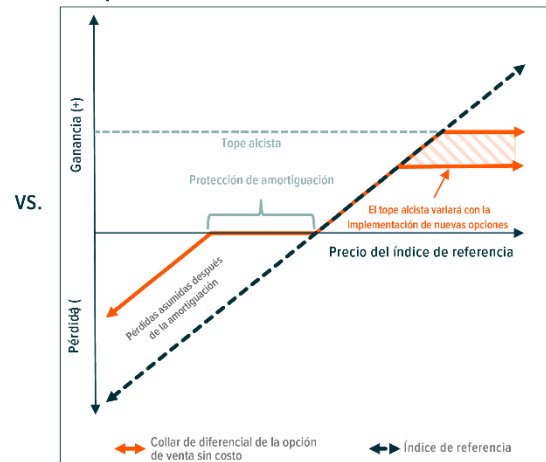 Ganancia (+)
Tope alcista
Protección de amortiguación
VS.
El tope alcista variará con la
implementación de nuevas opciones
Precio del índice de referencia
Pérdidas asumidas después
de la amortiguación
Pérdida (
Collar de diferencial de la opción
de venta sin costo
Índice de referencia